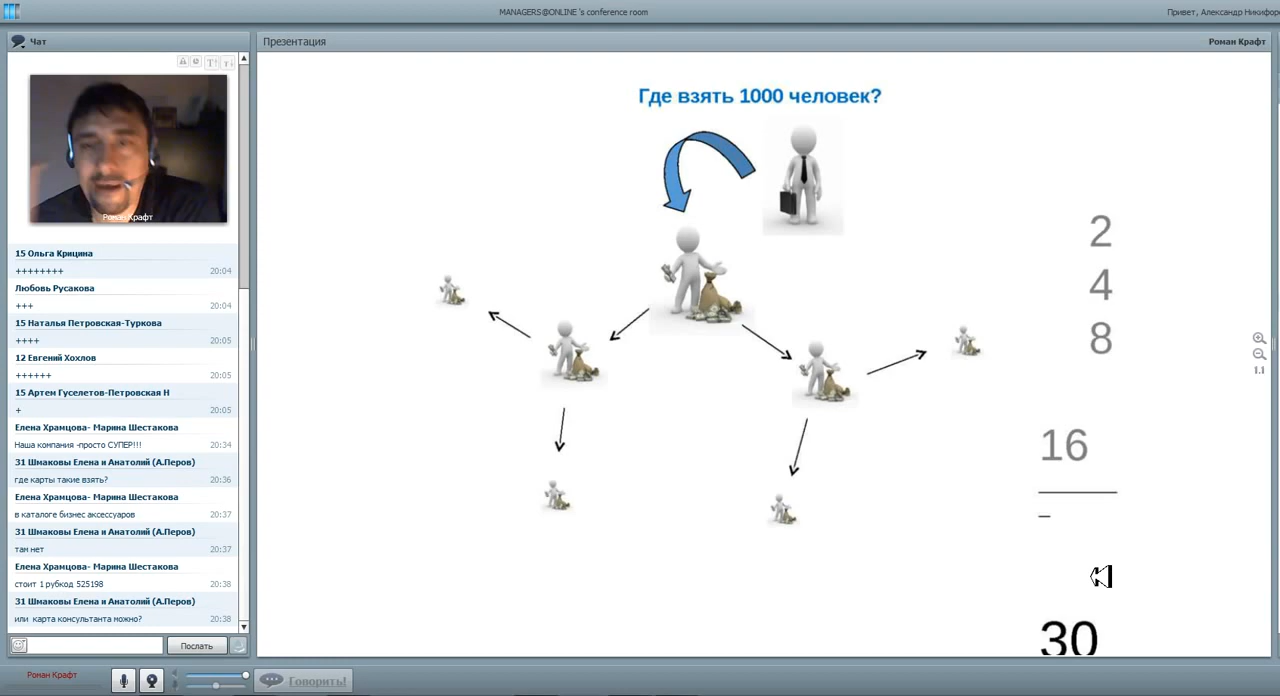 MANAGERS@ONLINE 's conference room
Привет, Александр Никифор
Чат
Презентация
Роман Крафт
Роман Крафт
15 Ольга Крицина
++++++++ 20:04
Любовь Русакова
+++ 20:04
15 Наталья Петровская-Туркова
++++ 20:05
12 Евгений Хохлов
++++++ 20:05
15 Артем Гуселетов-Петровская Н
+ 20:05
Елена Храмцова- Марина Шестакова
Наша компания -просто СУПЕР!!! 20:34
31 Шмаковы Елена и Анатолий (А.Перов)
где карты такие взять? 20:36
Елена Храмцова- Марина Шестакова
в каталоге бизнес аксессуаров 20:37
31 Шмаковы Елена и Анатолий (А.Перов)
там нет 20:37
Елена Храмцова- Марина Шестакова
стоит 1 рубкод 525198 20:38
31 Шмаковы Елена и Анатолий (А.Перов)
или карта консультанта можно? 20:38
Послать
Роман Крафт
Говорить!
Где взять 1000 человек?
2
4
8
16
30
1.1